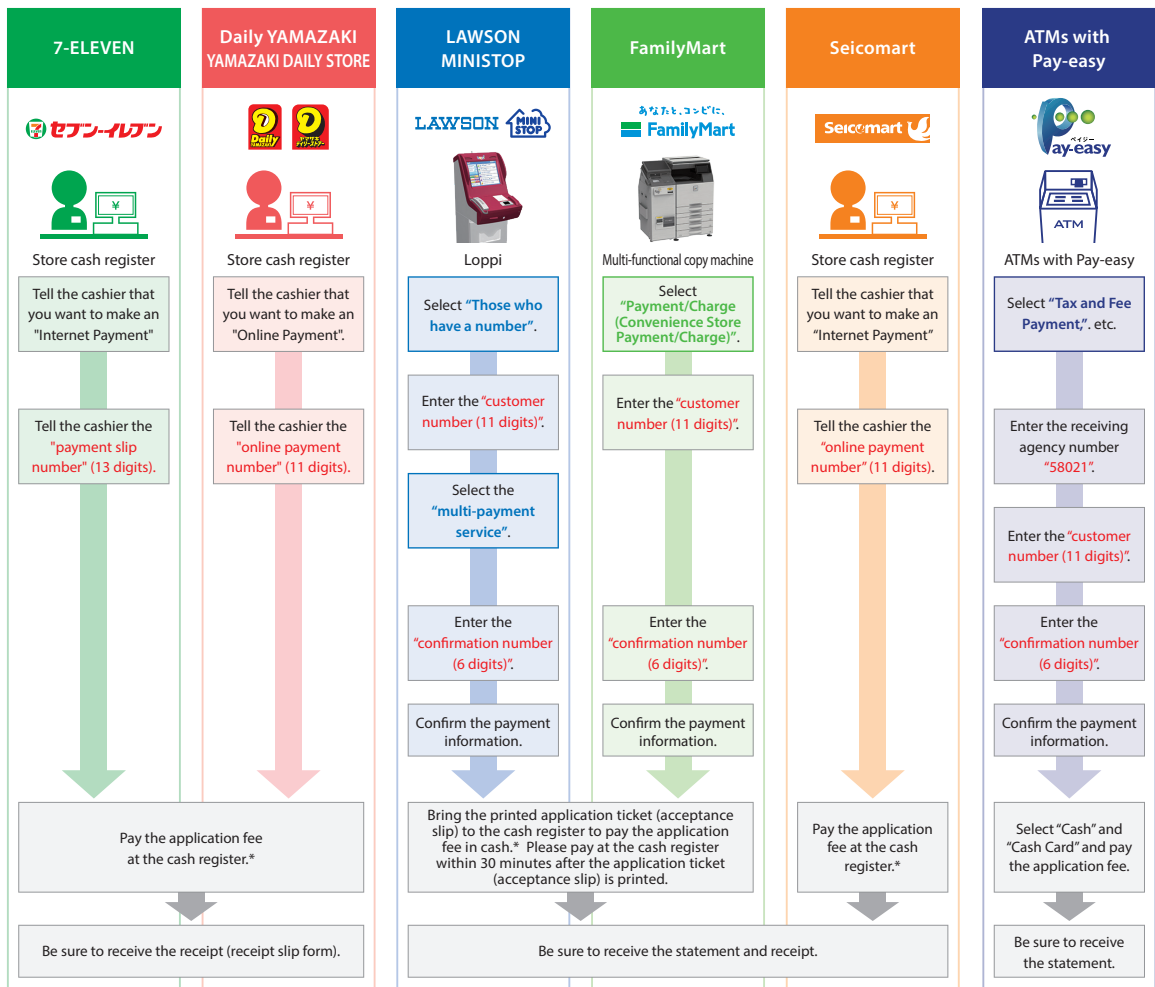 7-ELEVEN
セブン-イレブン
¥
Store cash register
Tell the cashier that
you want to make an
"Internet Payment"
Tell the cashier the
"payment slip
number" (13 digits).
Daily YAMAZAKI
YAMAZAKI DAILY STORE
Daily
YAMAZAKI
ヤマザキ
デイリーストアー
¥
Store cash register
Tell the cashier that
you want to make an
"Online Payment".
Tell the cashier the
"online payment
number" (11 digits).
Pay the application fee
at the cash register.*
Be sure to receive the receipt (receipt slip form).
LAWSON
MINISTOP
LAWSON
MINI
STOP
Loppi
Select “Those who
have a number”.
Enter the “customer
number (11 digits)”.
Select the
“multi-payment
service”.
Enter the
“confirmation number
(6 digits)”.
Confirm the payment
information.
FamilyMart
あなたと、コンビに、
FamilyMart
Multi-functional copy machine
Select
“Payment/Charge
(Convenience Store
Payment/Charge)”.
Enter the “customer
number (11 digits)”.
Enter the
“confirmation number
(6 digits)”.
Confirm the payment
information.
Bring the printed application ticket (acceptance
slip) to the cash register to pay the application
fee in cash.* Please pay at the cash register
within 30 minutes after the application ticket
(acceptance slip) is printed.
Seicomart
Seicomart
¥
Store cash register
Tell the cashier that
you want to make an
“Internet Payment”
Tell the cashier the
“online payment
number” (11 digits).
Pay the application
fee at the cash
register.*
Be sure to receive the statement and receipt.
ATMs with
Pay-easy
ペイジー
Pay-easy
ATM
ATMs with Pay-easy
Select “Tax and Fee
Payment,”. etc.
Enter the receiving
agency number
“58021”.
Enter the “customer
number (11 digits)”.
Enter the
“confirmation number
(6 digits)”.
Confirm the payment
information.
Select “Cash” and
“Cash Card” and pay
the application fee.
Be sure to receive
the statement.